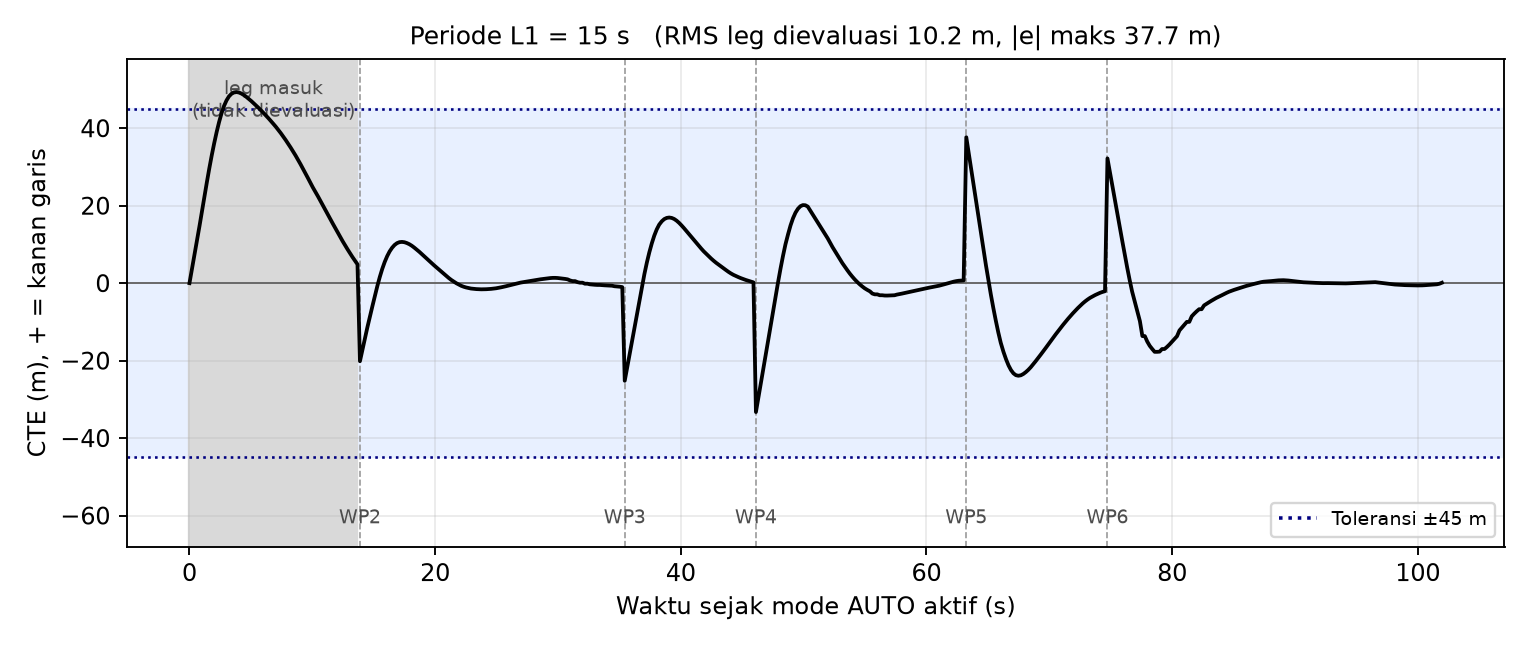 Periode L1 = 15 s (RMS leg dievaluasi 10.2 m, |e| maks 37.7 m)
leg masuk
(tidak dievaluasi)
CTE (m), + = kanan garis
40
20
0
−20
−40
−60
WP2
WP3
WP4
WP5
WP6
Toleransi ±45 m
0
20
40
60
80
100
Waktu sejak mode AUTO aktif (s)